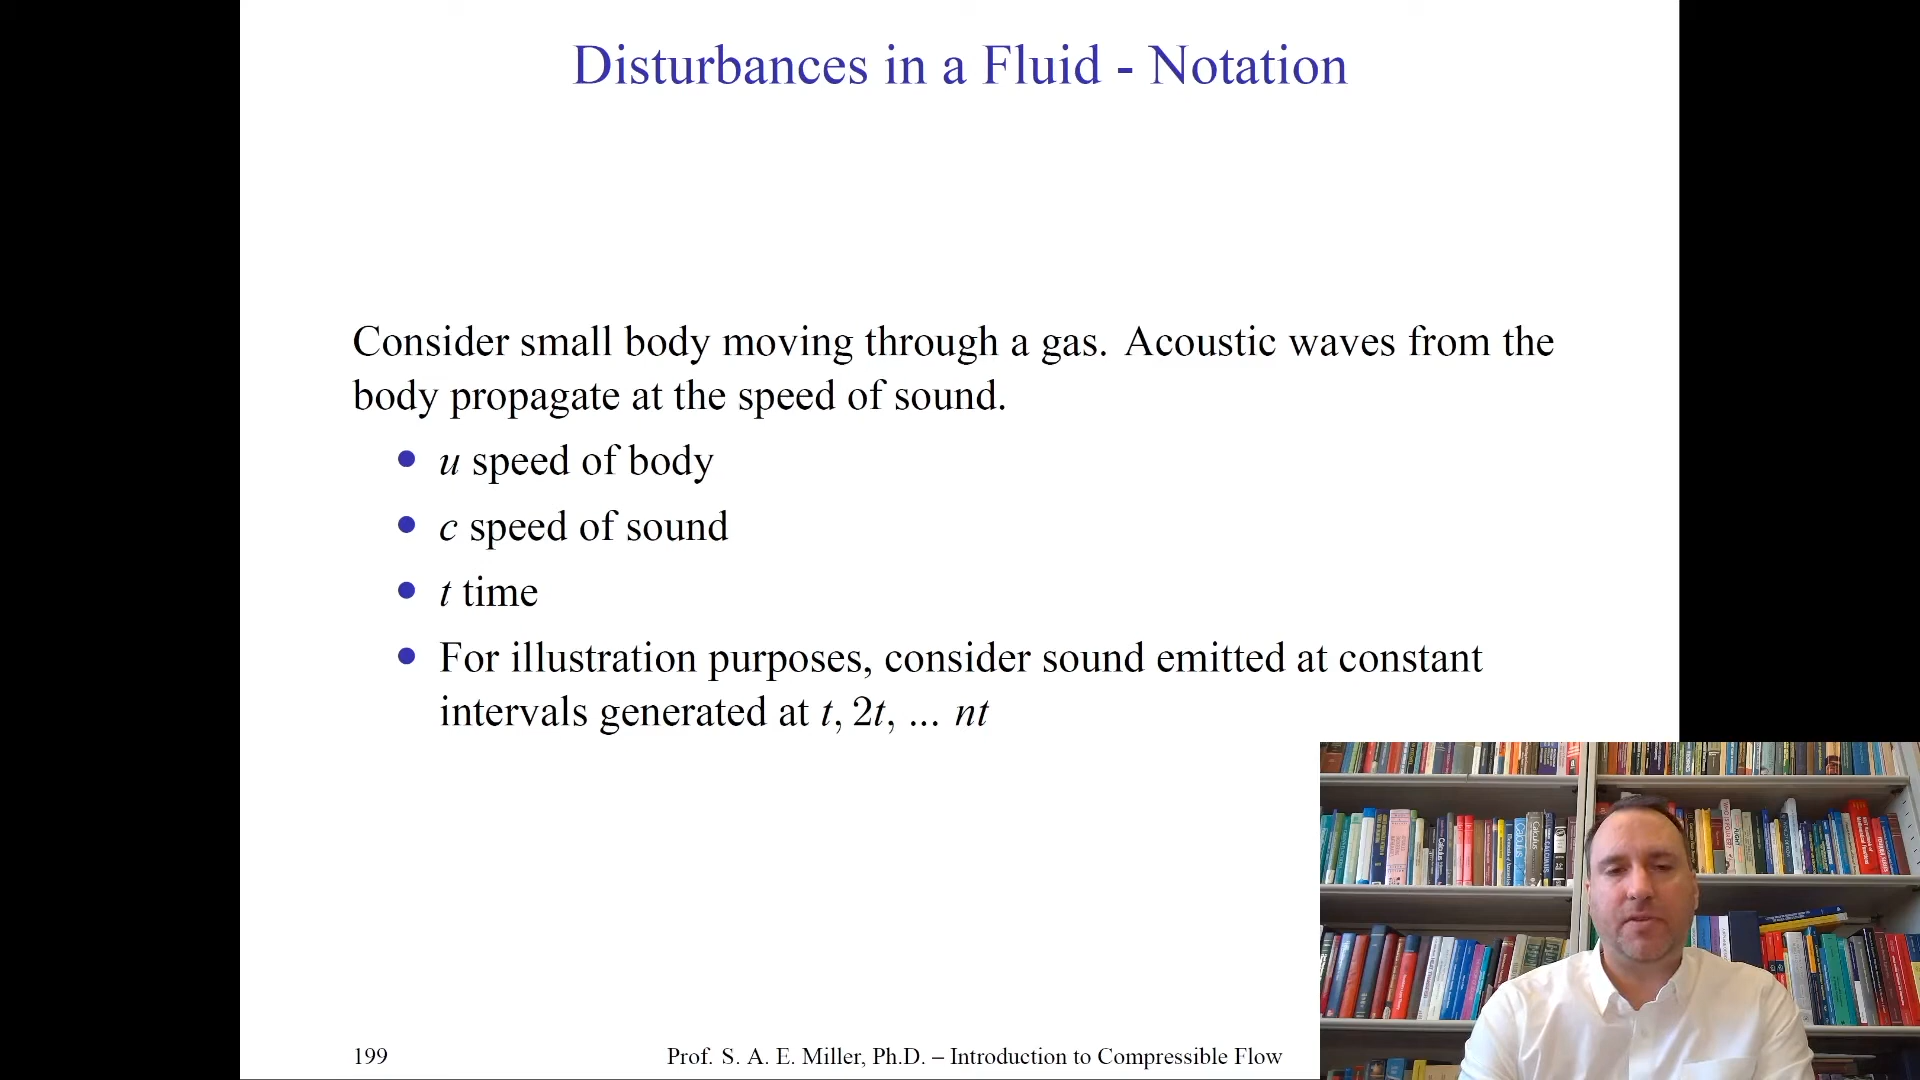 Disturbances in a Fluid - Notation
Consider small body moving through a gas. Acoustic waves from the
body propagate at the speed of sound.
• u speed of body
• c speed of sound
• t time
• For illustration purposes, consider sound emitted at constant
intervals generated at t, 2t, ... nt
199
Prof. S. A. E. Miller, Ph.D. – Introduction to Compressible Flow
Calculus
Calculus